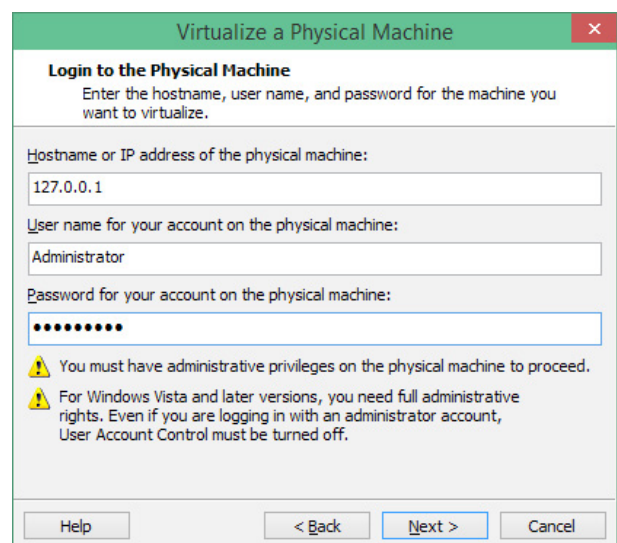 Virtualize a Physical Machine
Login to the Physical Machine
Enter the hostname, user name, and password for the machine you
want to virtualize.
Hostname or IP address of the physical machine:
127.0.0.1
User name for your account on the physical machine:
Administrator
Password for your account on the physical machine:
●●●●●●●●●
You must have administrative privileges on the physical machine to proceed.
For Windows Vista and later versions, you need full administrative
rights. Even if you are logging in with an administrator account,
User Account Control must be turned off.
Help
< Back
Next >
Cancel